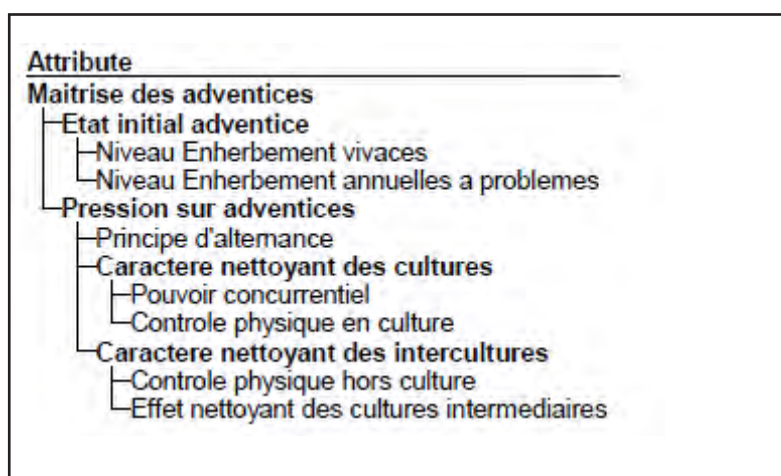 Attribute
Maitrise des adventices
Etat initial adventice
Niveau Enherbement vivaces
Niveau Enherbement annuelles a problemes
Pression sur adventices
Principe d'alternance
Caractere nettoyant des cultures
Pouvoir concurrentiel
Controle physique en culture
Caractere nettoyant des intercultures
Controle physique hors culture
Effet nettoyant des cultures intermediaires